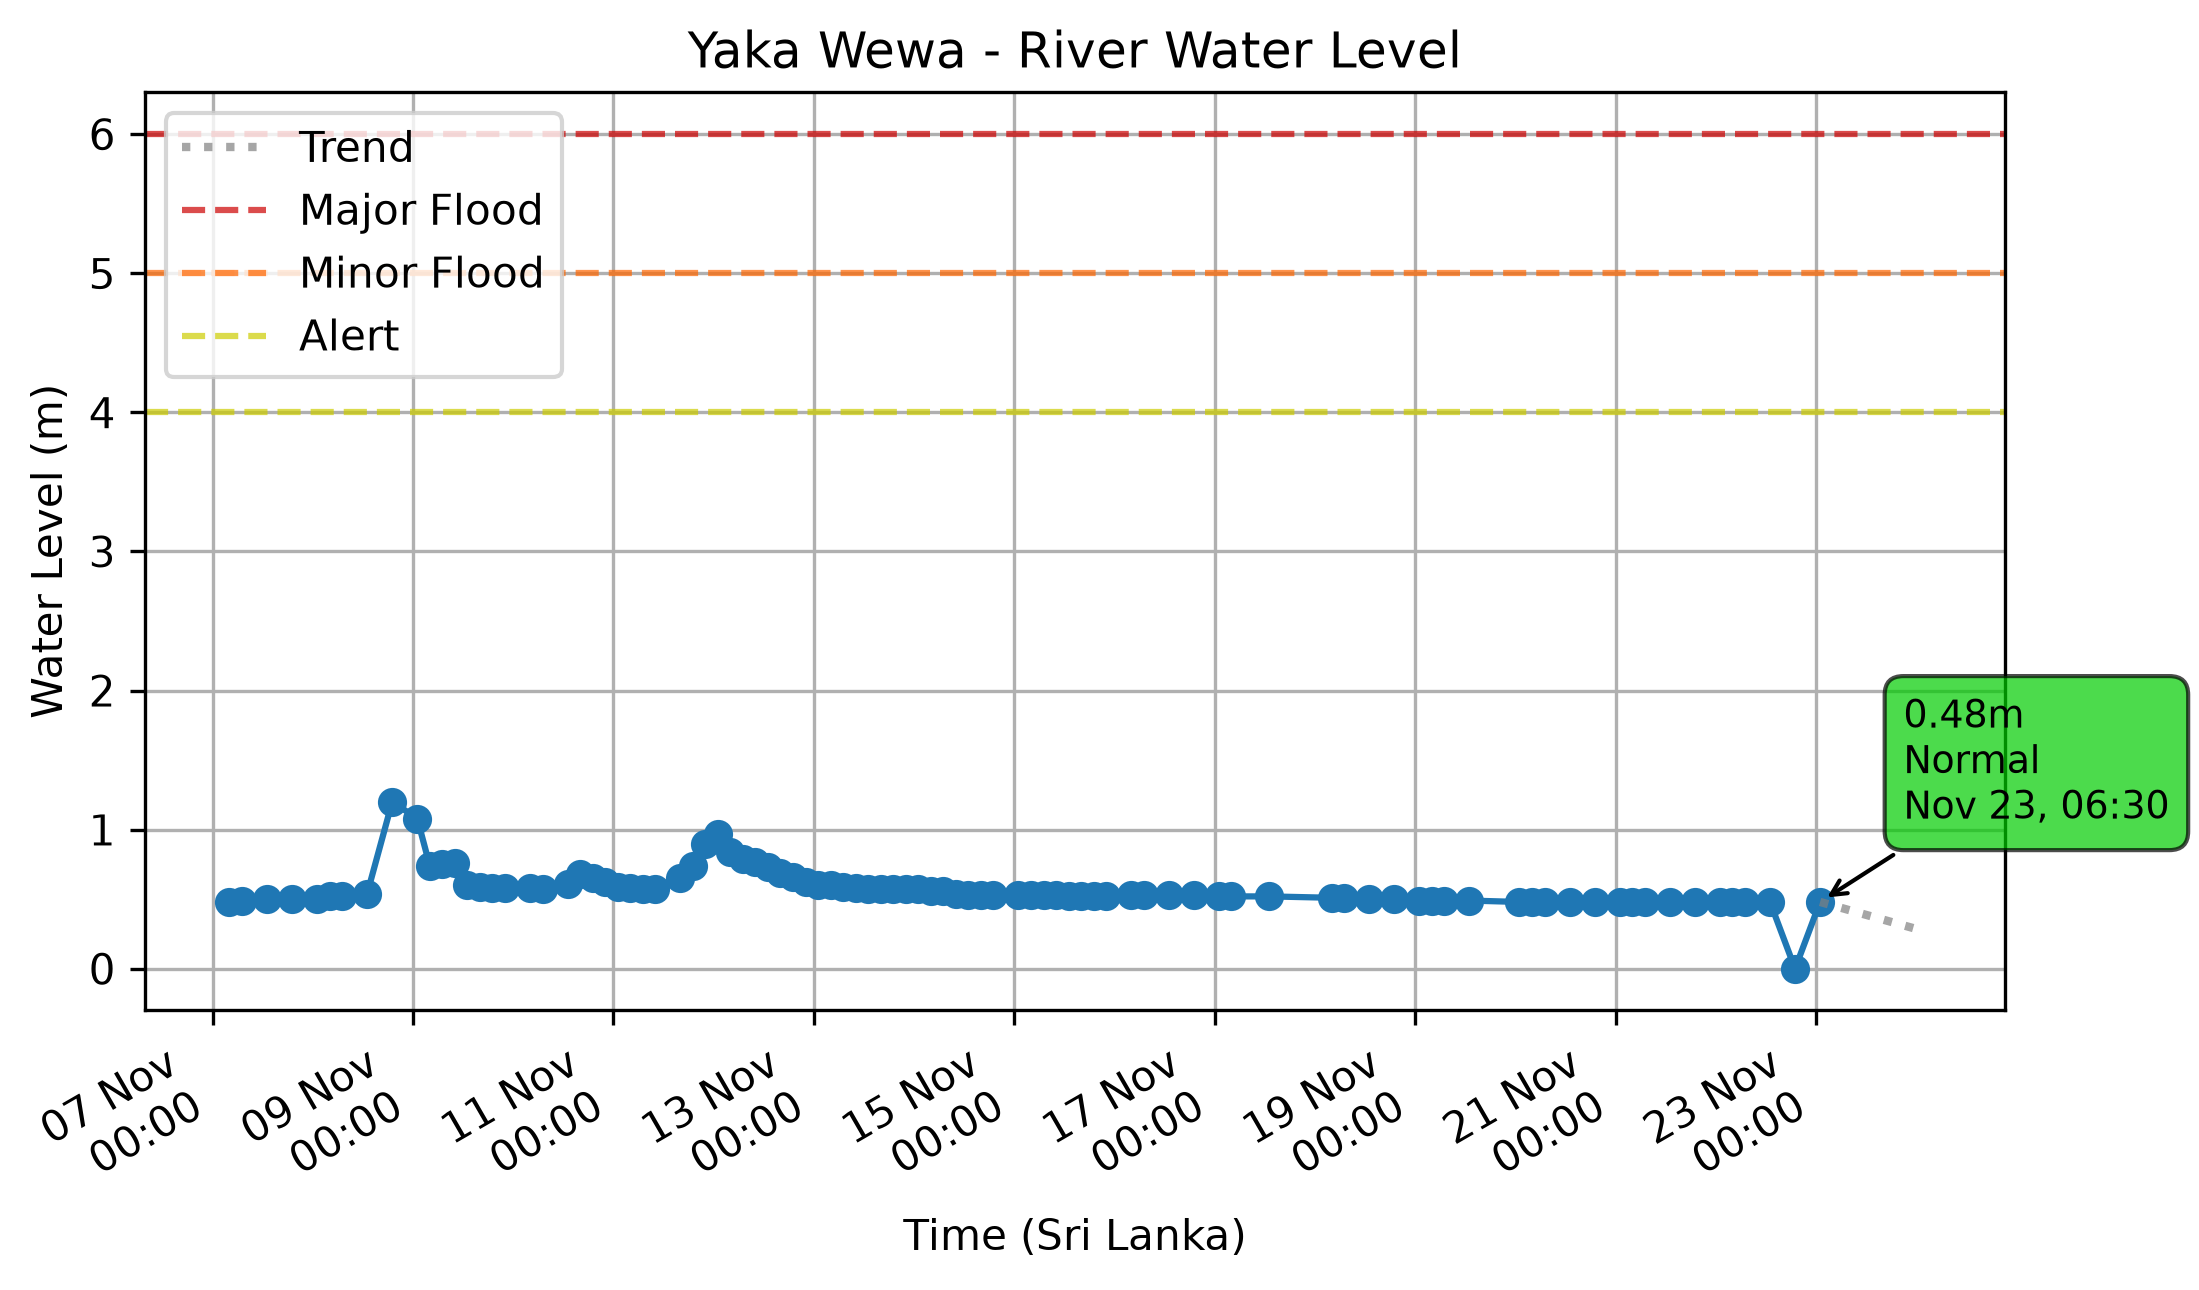 Yaka Wewa - River Water Level
Trend
Major Flood
Minor Flood
Alert
Water Level (m)
6
5
4
3
2
1
0
0.48m
Normal
Nov 23, 06:30
07 Nov
00:00
09 Nov
00:00
11 Nov
00:00
13 Nov
00:00
15 Nov
00:00
17 Nov
00:00
19 Nov
00:00
21 Nov
00:00
23 Nov
00:00
Time (Sri Lanka)